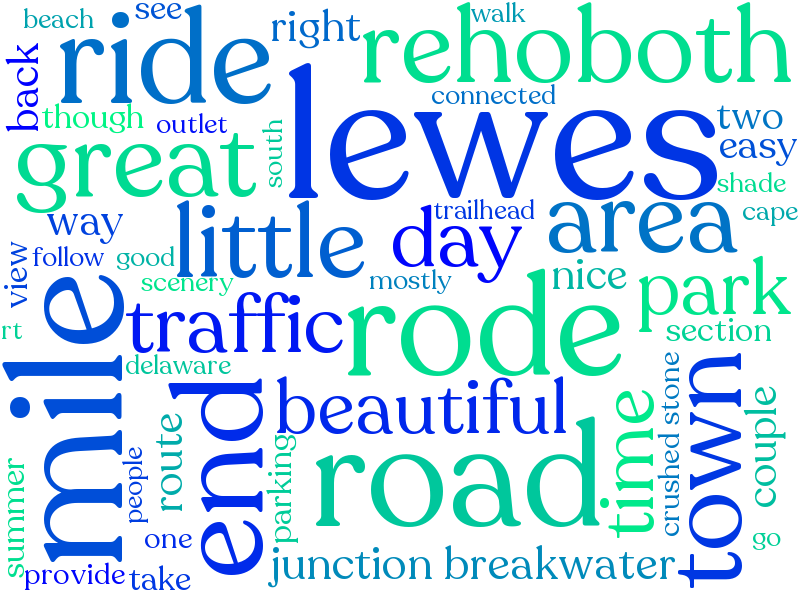 beach
see
ride
right
walk
rehoboth
back
though
outlet
connected
great
south
lewes
two
easy
shade
way
little
trailhead
day
area
cape
view
follow
good
scenery
mostly
nice
park
rt
mile
traffic
rode
section
delaware
end
beautiful
road
time
crushed stone
town
couple
summer
people
route
parking
one
provide
take
junction breakwater
go